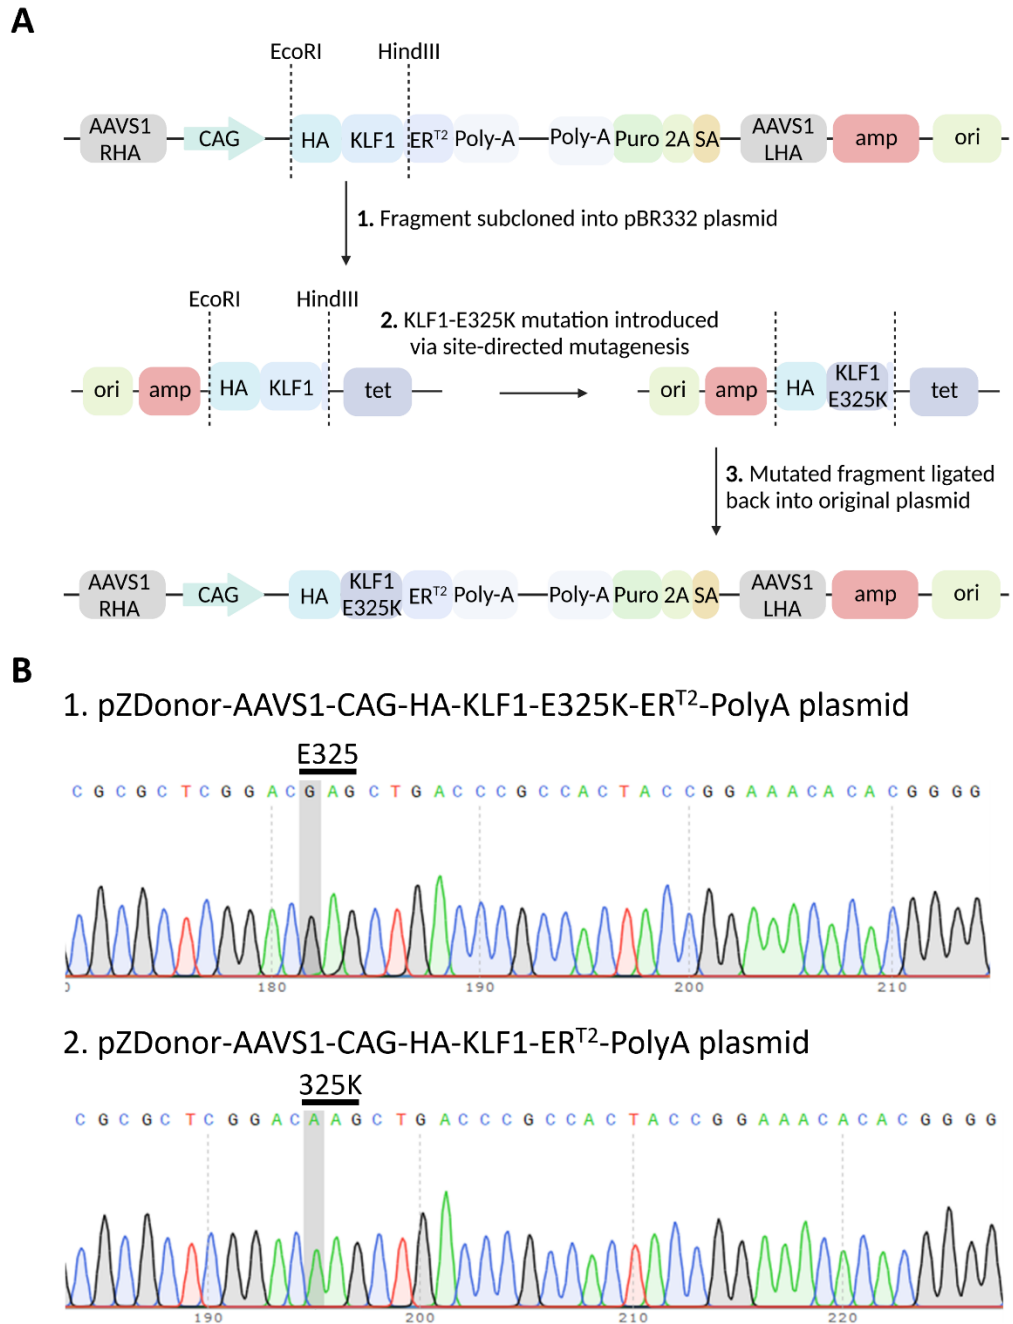 A
EcoRI HindIII
AAVS1 RHA CAG HA KLF1 ERT2 Poly-A Poly-A Puro 2A SA AAVS1 LHA amp ori
1. Fragment subcloned into pBR332 plasmid
EcoRI HindIII
2. KLF1-E325K mutation introduced
via site-directed mutagenesis
ori amp HA KLF1 tet
ori amp HA KLF1 E325K tet
3. Mutated fragment ligated
back into original plasmid
AAVS1 RHA CAG HA KLF1 E325K ERT2 Poly-A Poly-A Puro 2A SA AAVS1 LHA amp ori
B
1. pZDonor-AAVS1-CAG-HA-KLF1-E325K-ERT2-PolyA plasmid
E325
C G C G C T C G G A C G A G C T G A C C C G C C A C T A C C G G A A A C A C A C G G G G
0 180 190 200 210
2. pZDonor-AAVS1-CAG-HA-KLF1-ERT2-PolyA plasmid
325K
C G C G C T C G G A C A A G C T G A C C C G C C A C T A C C G G A A A C A C A C G G G G
190 200 210 220